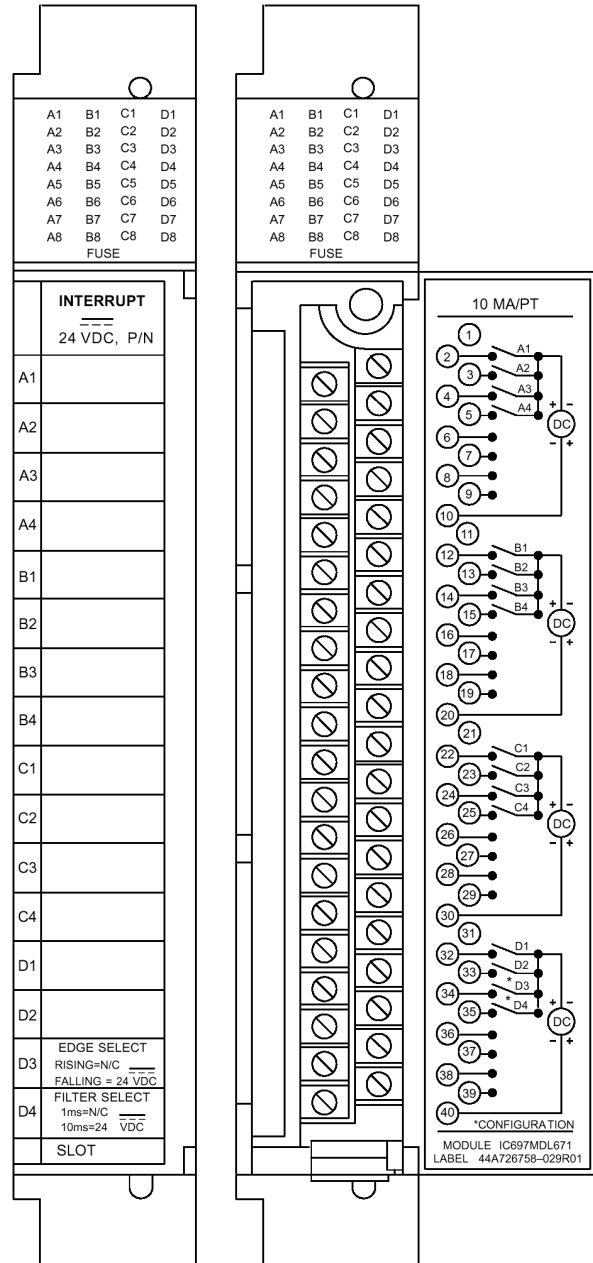 A1 B1 C1 D1
A2 B2 C2 D2
A3 B3 C3 D3
A4 B4 C4 D4
A5 B5 C5 D5
A6 B6 C6 D6
A7 B7 C7 D7
A8 B8 C8 D8
FUSE
INTERRUPT
24 VDC, P/N
A1
A2
A3
A4
B1
B2
B3
B4
C1
C2
C3
C4
D1
D2
D3
EDGE SELECT
RISING=N/C
FALLING = 24 VDC
D4
FILTER SELECT
1ms=N/C
10ms=24 VDC
SLOT
A1 B1 C1 D1
A2 B2 C2 D2
A3 B3 C3 D3
A4 B4 C4 D4
A5 B5 C5 D5
A6 B6 C6 D6
A7 B7 C7 D7
A8 B8 C8 D8
FUSE
10 MA/PT
1
2 A1
3 A2
4 A3
5 A4
+ −
DC
− +
6
7
8
9
10
11
12 B1
13 B2
14 B3
15 B4
+ −
DC
− +
16
17
18
19
20
21
22 C1
23 C2
24 C3
25 C4
+ −
DC
− +
26
27
28
29
30
31
32 D1
33 D2
34 * D3
35 * D4
+ −
DC
− +
36
37
38
39
40
*CONFIGURATION
MODULE IC697MDL671
LABEL 44A726758–029R01